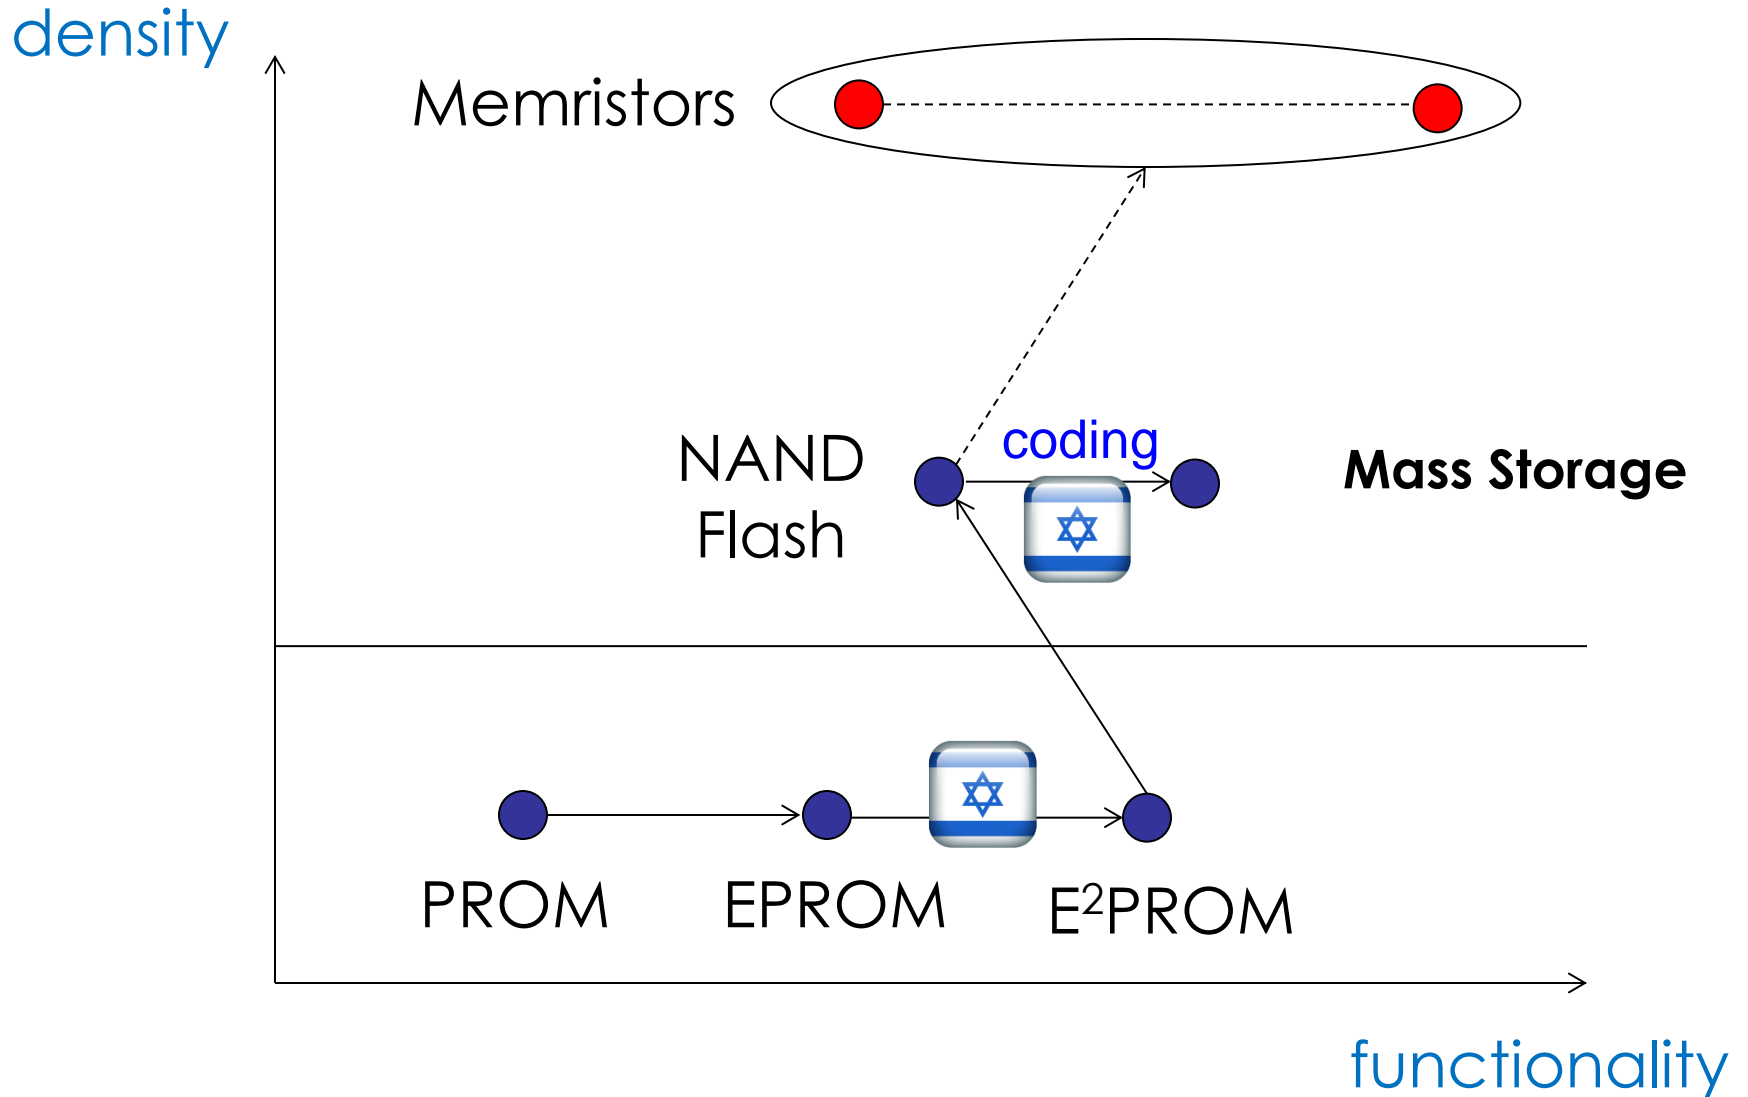 density
Memristors
coding
NAND
Flash
Mass Storage
PROM
EPROM
E²PROM
functionality